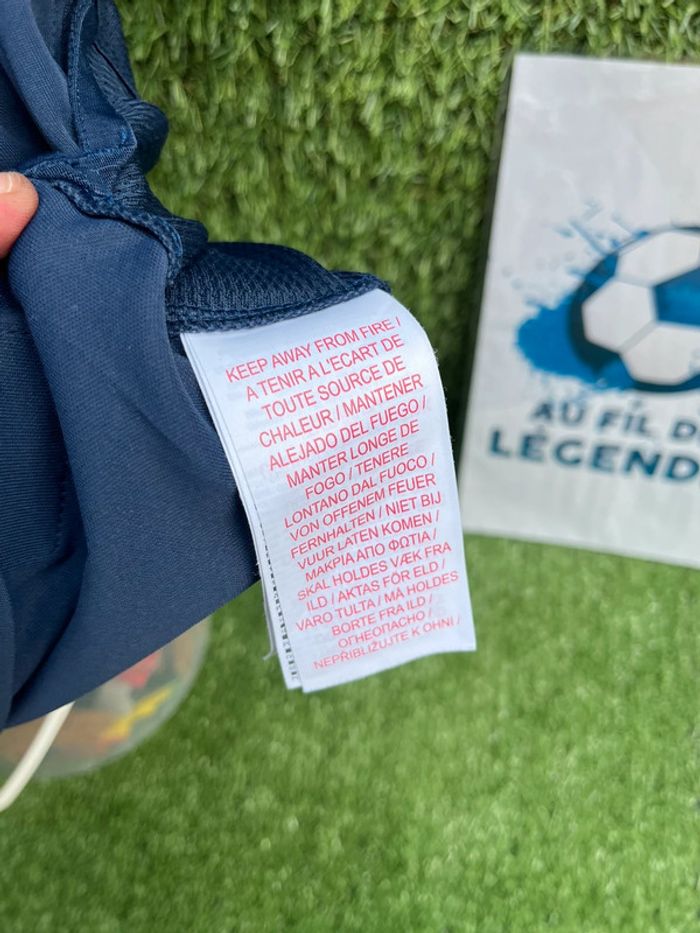 KEEP AWAY FROM FIRE /
A TENIR A L'ECART DE
TOUTE SOURCE DE
CHALEUR / MANTENER
ALEJADO DEL FUEGO /
MANTER LONGE DE
FOGO / TENERE
LONTANO DAL FUOCO /
VON OFFENEM FEUER
FERNHALTEN / NIET BIJ
VUUR LATEN KOMEN /
ΜΑΚΡΙΑ ΑΠΟ ΦΩΤΙΑ /
SKAL HOLDES VÆK FRA
ILD / AKTAS FÖR ELD /
VARO TULTA / MÅ HOLDES
BORTE FRA ILD /
ОГНЕОПАСНО /
NEPŘIBLIŽUJTE K OHNI /
AU FIL D
LÉGEND